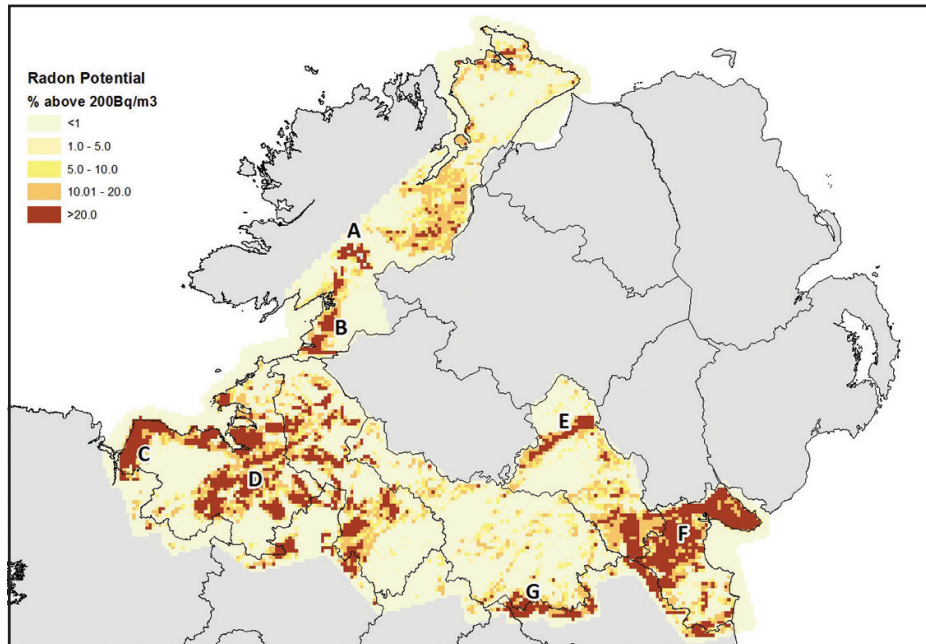 Radon Potential
% above 200Bq/m3
<1
1.0 - 5.0
5.0 - 10.0
10.01 - 20.0
>20.0
A
B
C
D
E
F
G